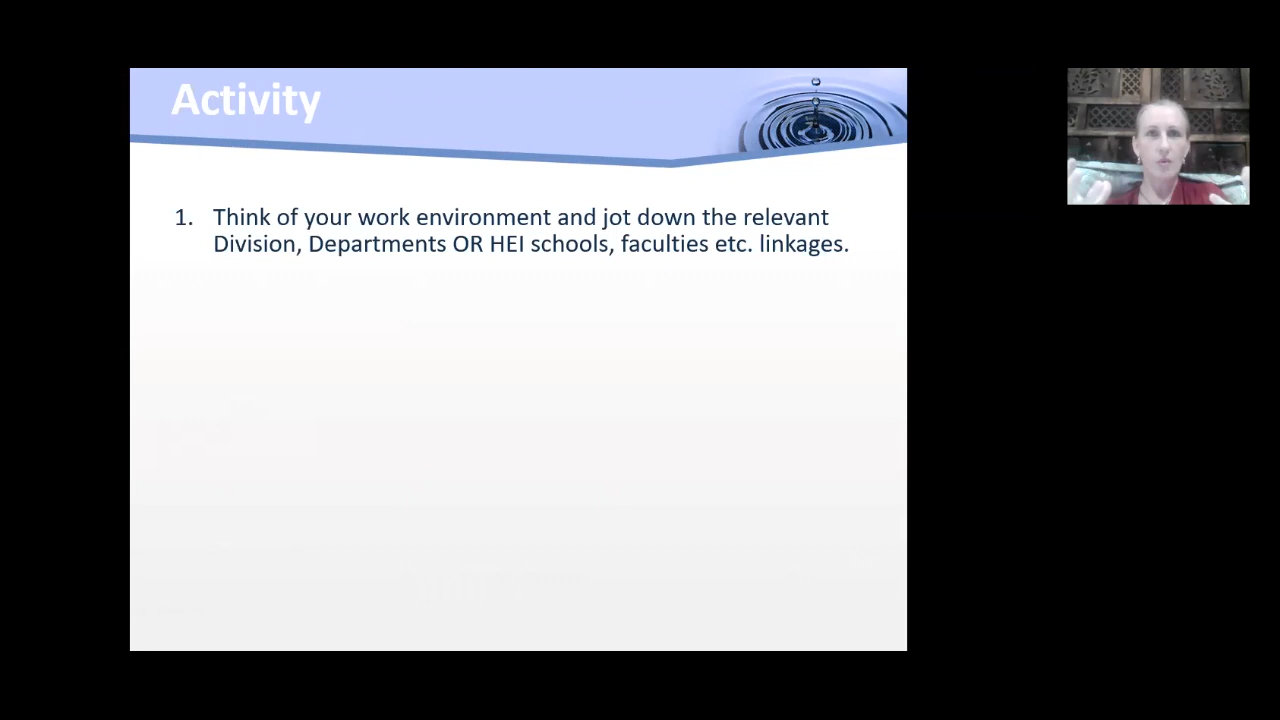 Activity
1. Think of your work environment and jot down the relevant
Division, Departments OR HEI schools, faculties etc. linkages.